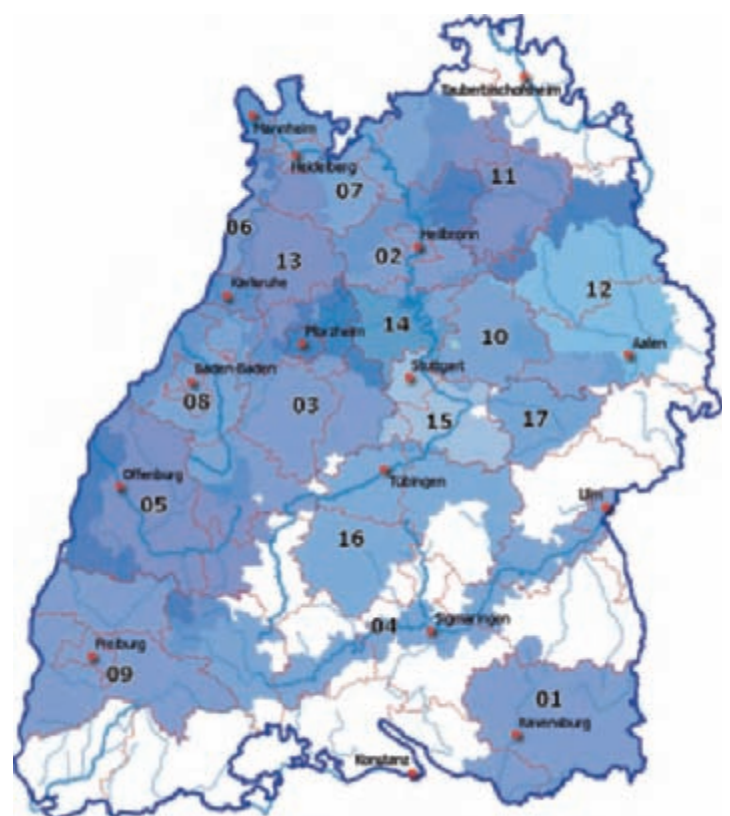 Tauberbischofsheim
Mannheim
Heidelberg
11
07
06
Heilbronn
02
13
Karlsruhe
12
14
Pforzheim
10
Aalen
Stuttgart
Baden-Baden
08
03
15
17
Offenburg
Tübingen
05
Ulm
16
04
Sigmaringen
Freiburg
09
01
Ravensburg
Konstanz